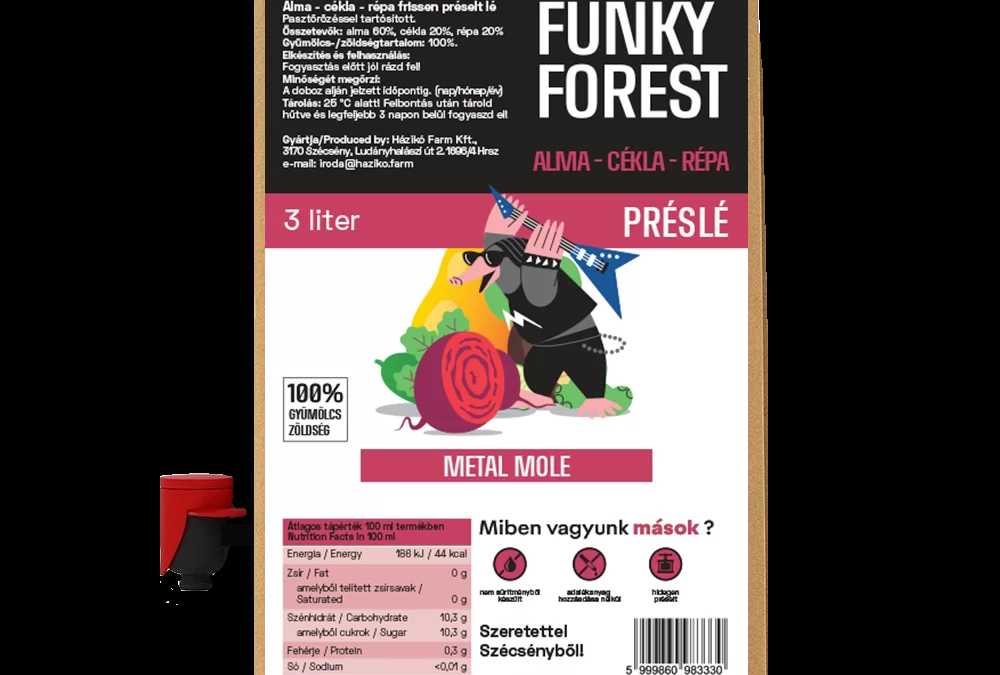 Alma - cékla - répa frissen préselt lé
Pasztőrözéssel tartósított.
Összetevők: alma 60%, cékla 20%, répa 20%
Gyümölcs-/zöldségtartalom: 100%.
Elkészítés és felhasználás:
Fogyasztás előtt jól rázd fel!
Minőségét megőrzi:
A doboz alján jelzett időpontig. (nap/hónap/év)
Tárolás: 25 °C alatt! Felbontás után tárold
hűtve és legfeljebb 3 napon belül fogyaszd el!
Gyártja/Produced by: Házikó Farm Kft.,
3170 Szécsény, Ludányhalászi út 2. 1696/4 Hrsz
e-mail: iroda@haziko.farm
FUNKY
FOREST
ALMA - CÉKLA - RÉPA
3 liter
PRÉSLÉ
100%
GYÜMÖLCS
ZÖLDSÉG
METAL MOLE
Átlagos tápérték 100 ml termékben
Nutrition Facts in 100 ml
Energia / Energy 188 kJ / 44 kcal
Zsír / Fat 0 g
amelyből telített zsírsavak /
Saturated 0 g
Szénhidrát / Carbohydrate 10,3 g
amelyből cukrok / Sugar 10,3 g
Fehérje / Protein 0,3 g
Só / Sodium <0,01 g
Miben vagyunk mások ?
nem sűrítményből
készült
adalékanyag
hozzáadása nélkül
hidegen
préselt
Szeretettel
Szécsényből!
5 999860 983330